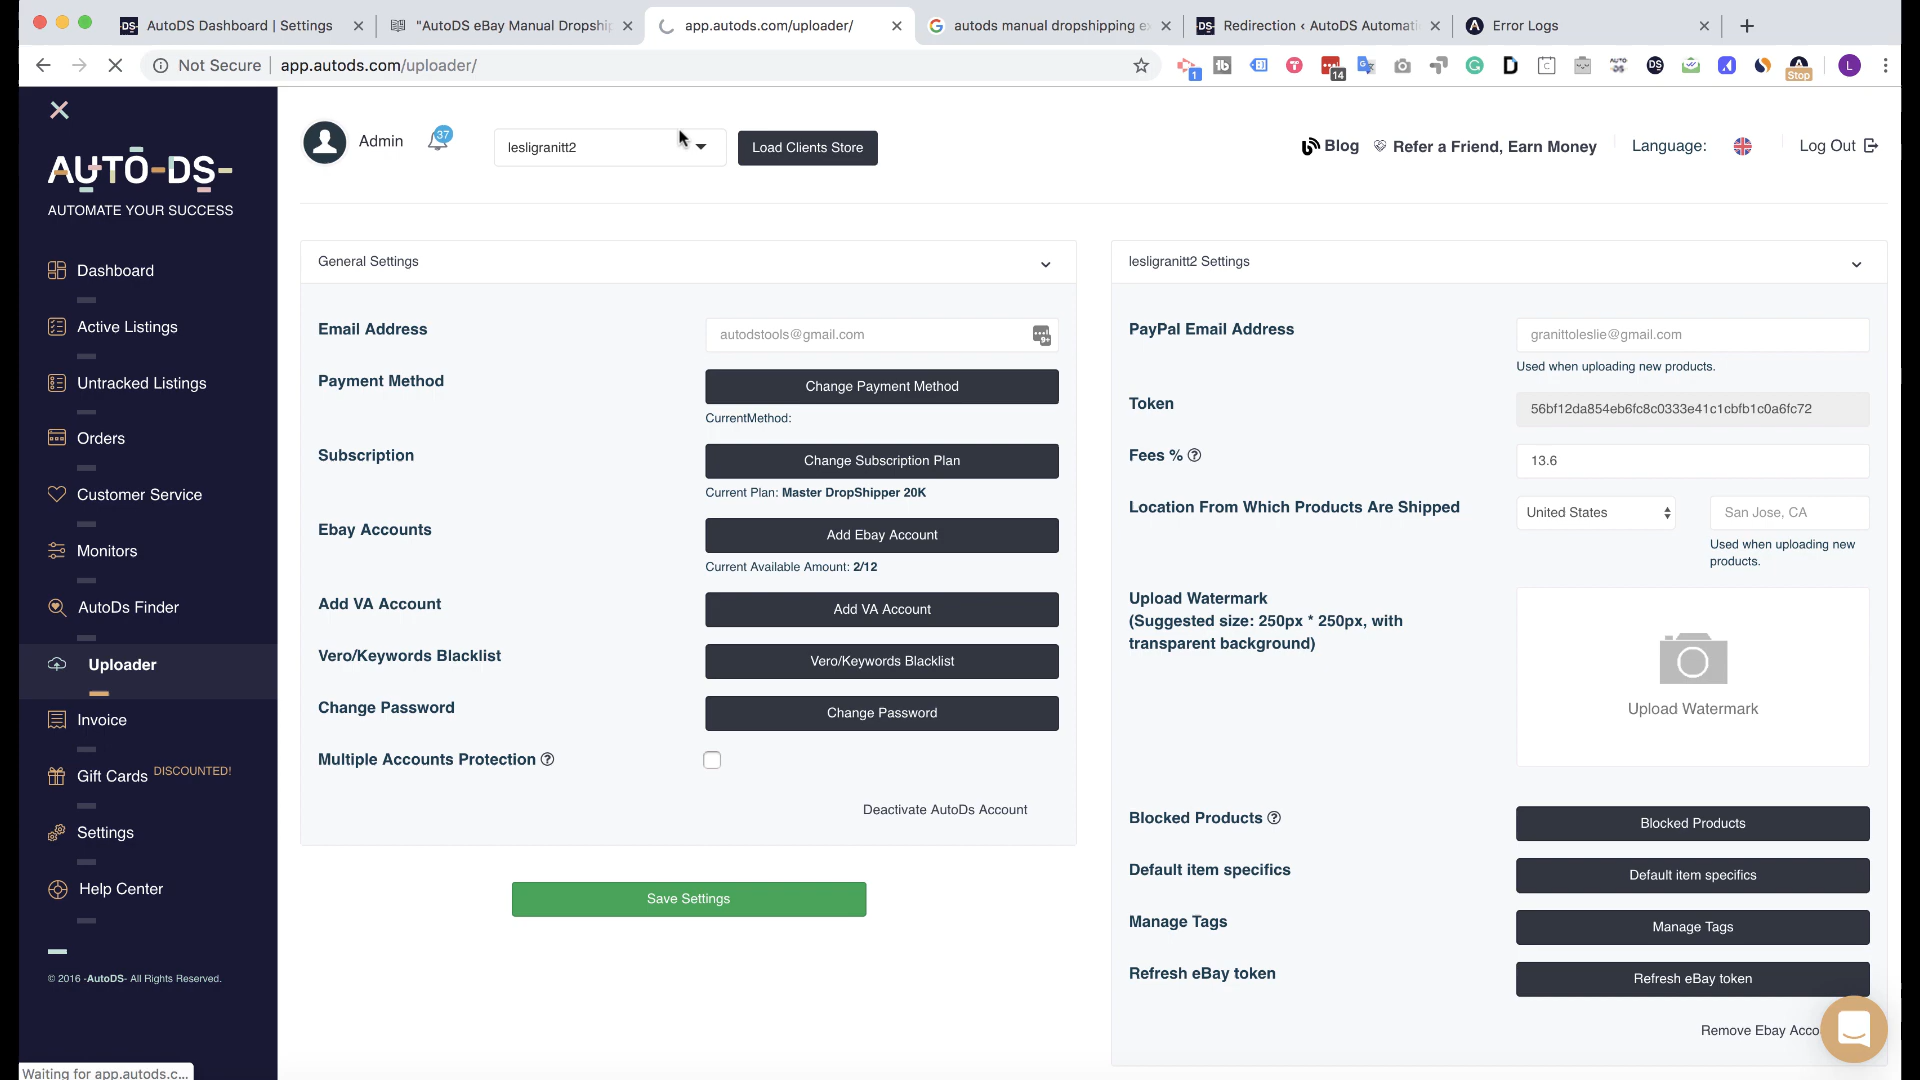 AutoDS Dashboard | Settings
"AutoDS eBay Manual Dropship
app.autods.com/uploader/
autods manual dropshipping e
Redirection ‹ AutoDS Automati
Error Logs
Not Secure
app.autods.com/uploader/
1
14
Stop
L
AUTO-DS-
AUTOMATE YOUR SUCCESS
Dashboard
Active Listings
Untracked Listings
Orders
Customer Service
Monitors
AutoDs Finder
Uploader
Invoice
Gift Cards DISCOUNTED!
Settings
Help Center
© 2016 -AutoDS- All Rights Reserved.
Waiting for app.autods.c...
Admin
37
lesligranitt2
Load Clients Store
Blog
Refer a Friend, Earn Money
Language:
Log Out
General Settings
Email Address
autodstools@gmail.com
9+
Payment Method
Change Payment Method
CurrentMethod:
Subscription
Change Subscription Plan
Current Plan: Master DropShipper 20K
Ebay Accounts
Add Ebay Account
Current Available Amount: 2/12
Add VA Account
Add VA Account
Vero/Keywords Blacklist
Vero/Keywords Blacklist
Change Password
Change Password
Multiple Accounts Protection
Deactivate AutoDs Account
Save Settings
lesligranitt2 Settings
PayPal Email Address
granittoleslie@gmail.com
Used when uploading new products.
Token
56bf12da854eb6fc8c0333e41c1cbfb1c0a6fc72
Fees %
13.6
Location From Which Products Are Shipped
United States
San Jose, CA
Used when uploading new
products.
Upload Watermark
(Suggested size: 250px * 250px, with
transparent background)
Upload Watermark
Blocked Products
Blocked Products
Default item specifics
Default item specifics
Manage Tags
Manage Tags
Refresh eBay token
Refresh eBay token
Remove Ebay Acco